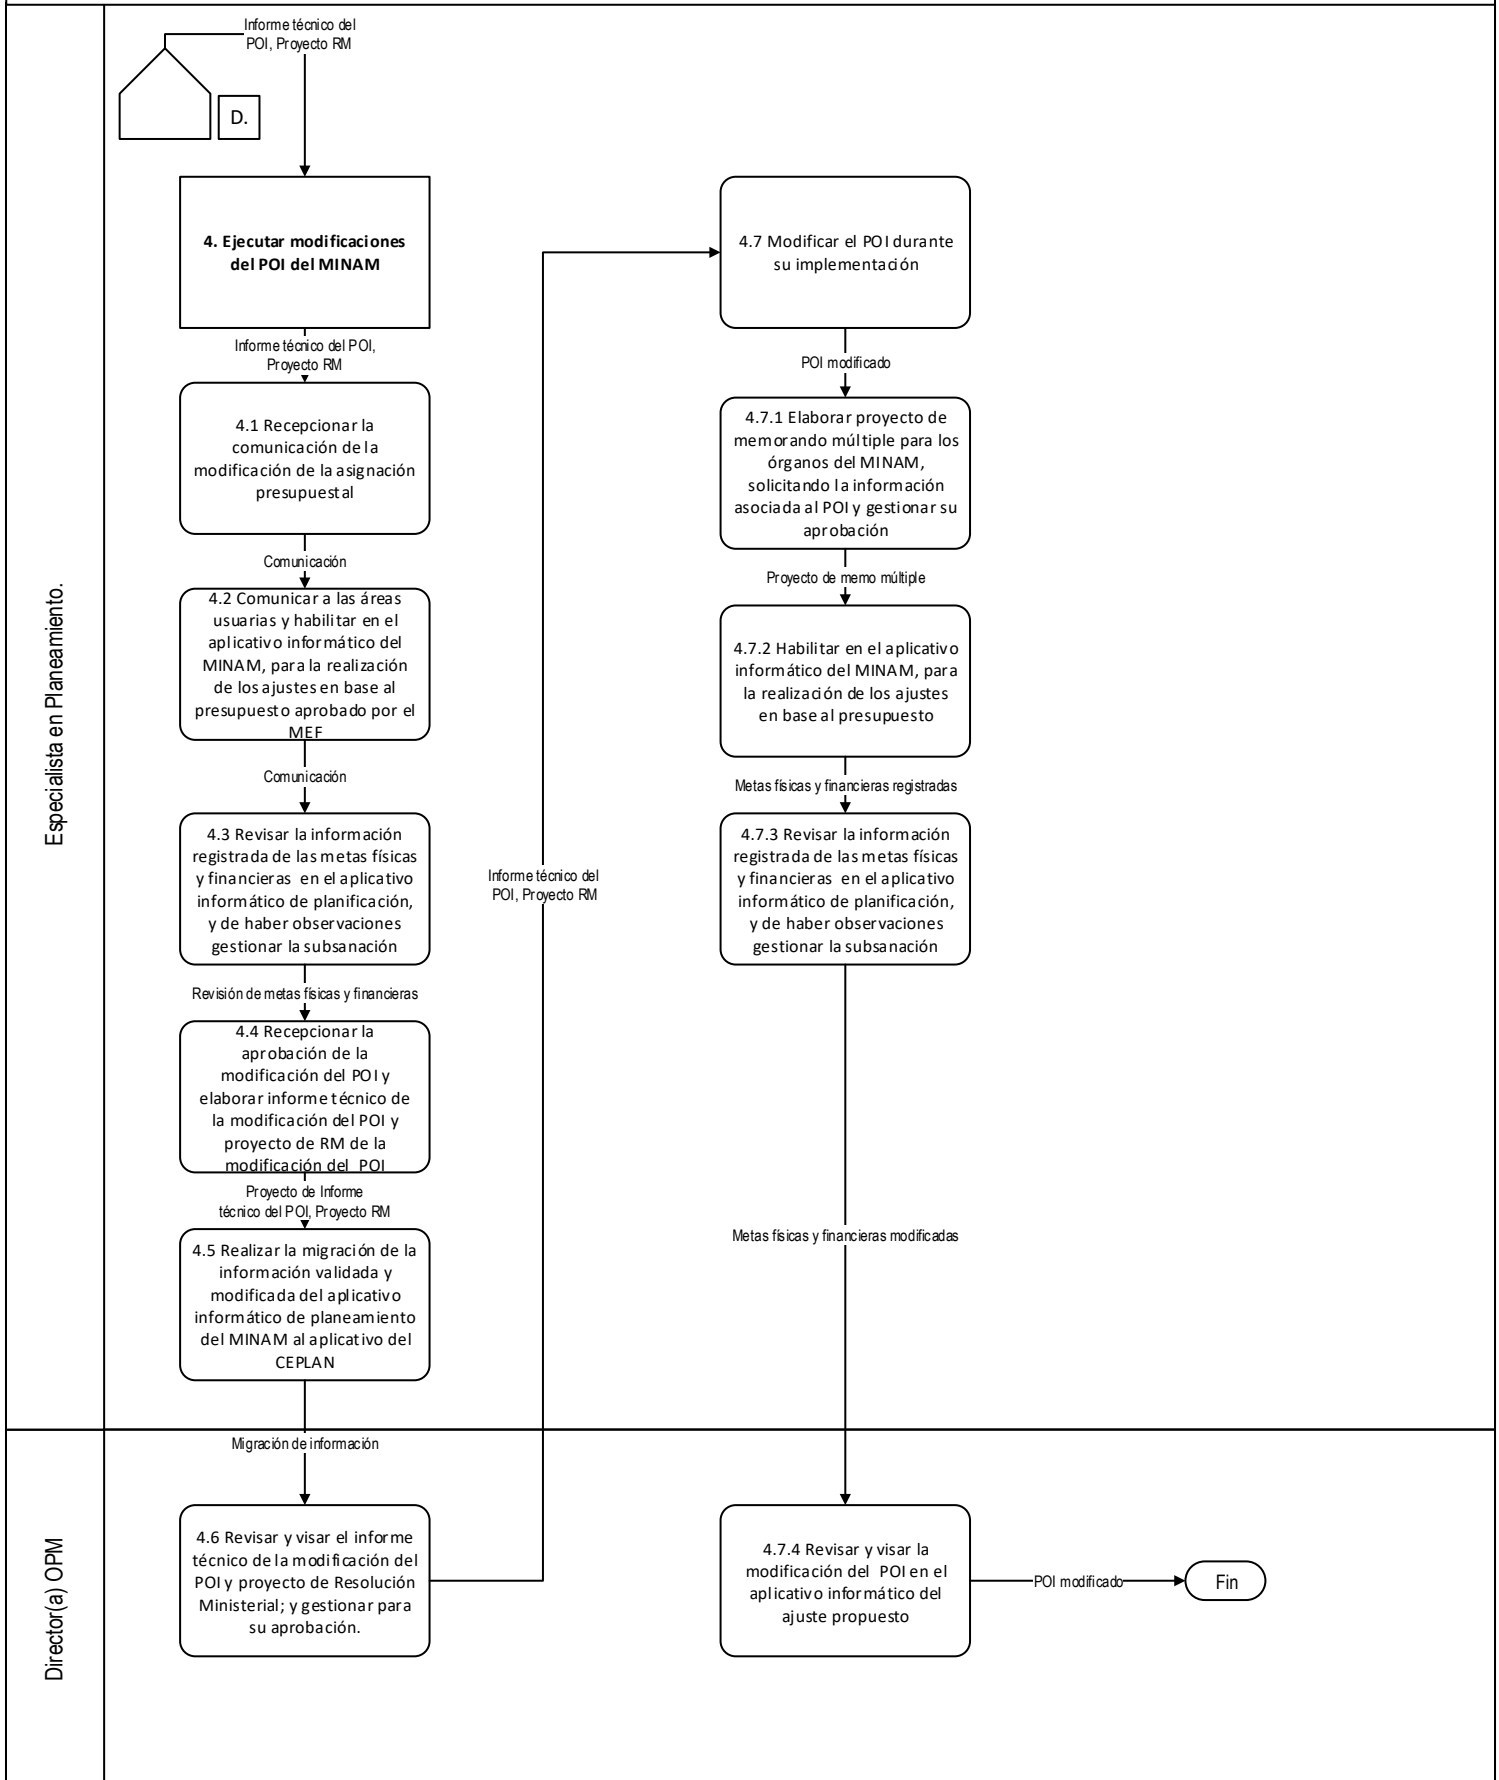 Informe técnico del
POI, Proyecto RM
D.
4. Ejecutar modificaciones
del POI del MINAM
Informe técnico del POI,
Proyecto RM
4.1 Recepcionar la
comunicación de la
modificación de la asignación
presupuestal
Comunicación
4.2 Comunicar a las áreas
usuarias y habilitar en el
aplicativo informático del
MINAM, para la realización
de los ajustes en base al
presupuesto aprobado por el
MEF
Comunicación
4.3 Revisar la información
registrada de las metas físicas
y financieras en el aplicativo
informático de planificación,
y de haber observaciones
gestionar la subsanación
Revisión de metas físicas y financieras
4.4 Recepcionar la
aprobación de la
modificación del POI y
elaborar informe técnico de
la modificación del POI y
proyecto de RM de la
modificación del POI
Proyecto de Informe
técnico del POI, Proyecto RM
4.5 Realizar la migración de la
información validada y
modificada del aplicativo
informático de planeamiento
del MINAM al aplicativo del
CEPLAN
Especialista en Planeamiento.
Informe técnico del
POI, Proyecto RM
4.7 Modificar el POI durante
su implementación
POI modificado
4.7.1 Elaborar proyecto de
memorando múltiple para los
órganos del MINAM,
solicitando la información
asociada al POI y gestionar su
aprobación
Proyecto de memo múltiple
4.7.2 Habilitar en el aplicativo
informático del MINAM, para
la realización de los ajustes
en base al presupuesto
Metas físicas y financieras registradas
4.7.3 Revisar la información
registrada de las metas físicas
y financieras en el aplicativo
informático de planificación,
y de haber observaciones
gestionar la subsanación
Metas físicas y financieras modificadas
Migración de información
Director(a) OPM
4.6 Revisar y visar el informe
técnico de la modificación del
POI y proyecto de Resolución
Ministerial; y gestionar para
su aprobación.
4.7.4 Revisar y visar la
modificación del POI en el
aplicativo informático del
ajuste propuesto
POI modificado
Fin